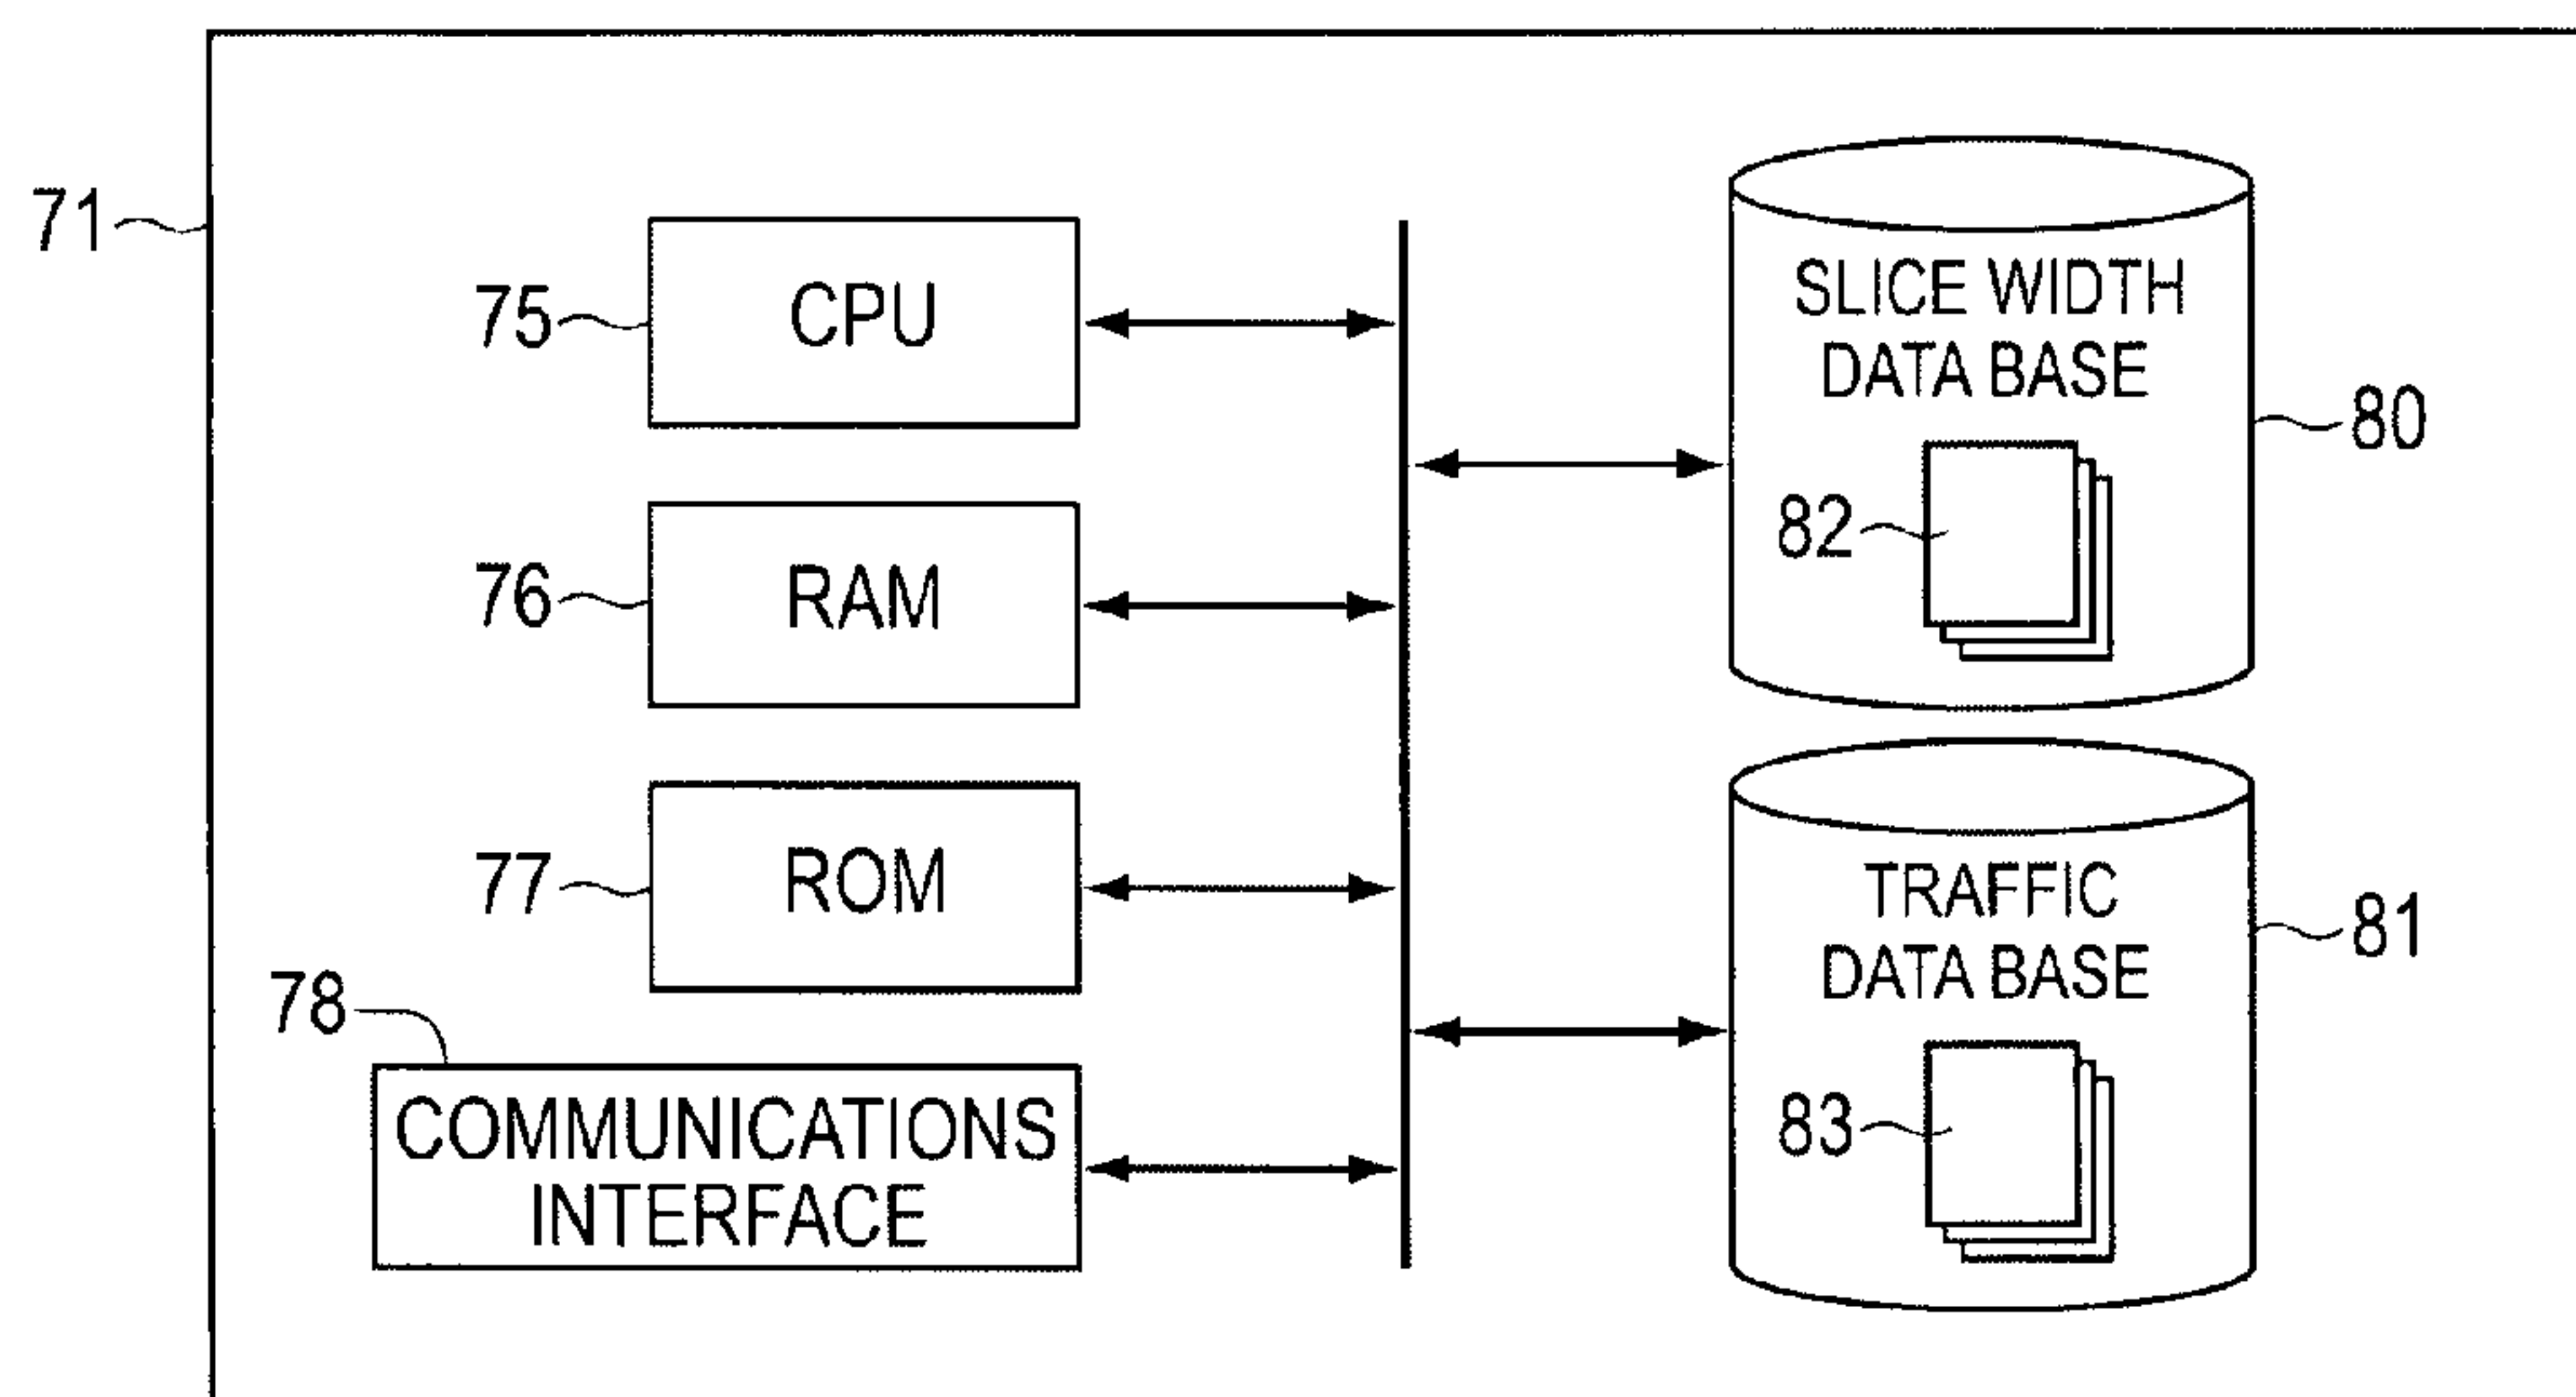 71
75
CPU
76
RAM
77
ROM
78
COMMUNICATIONS
INTERFACE
SLICE WIDTH
DATA BASE
80
82
TRAFFIC
DATA BASE
81
83